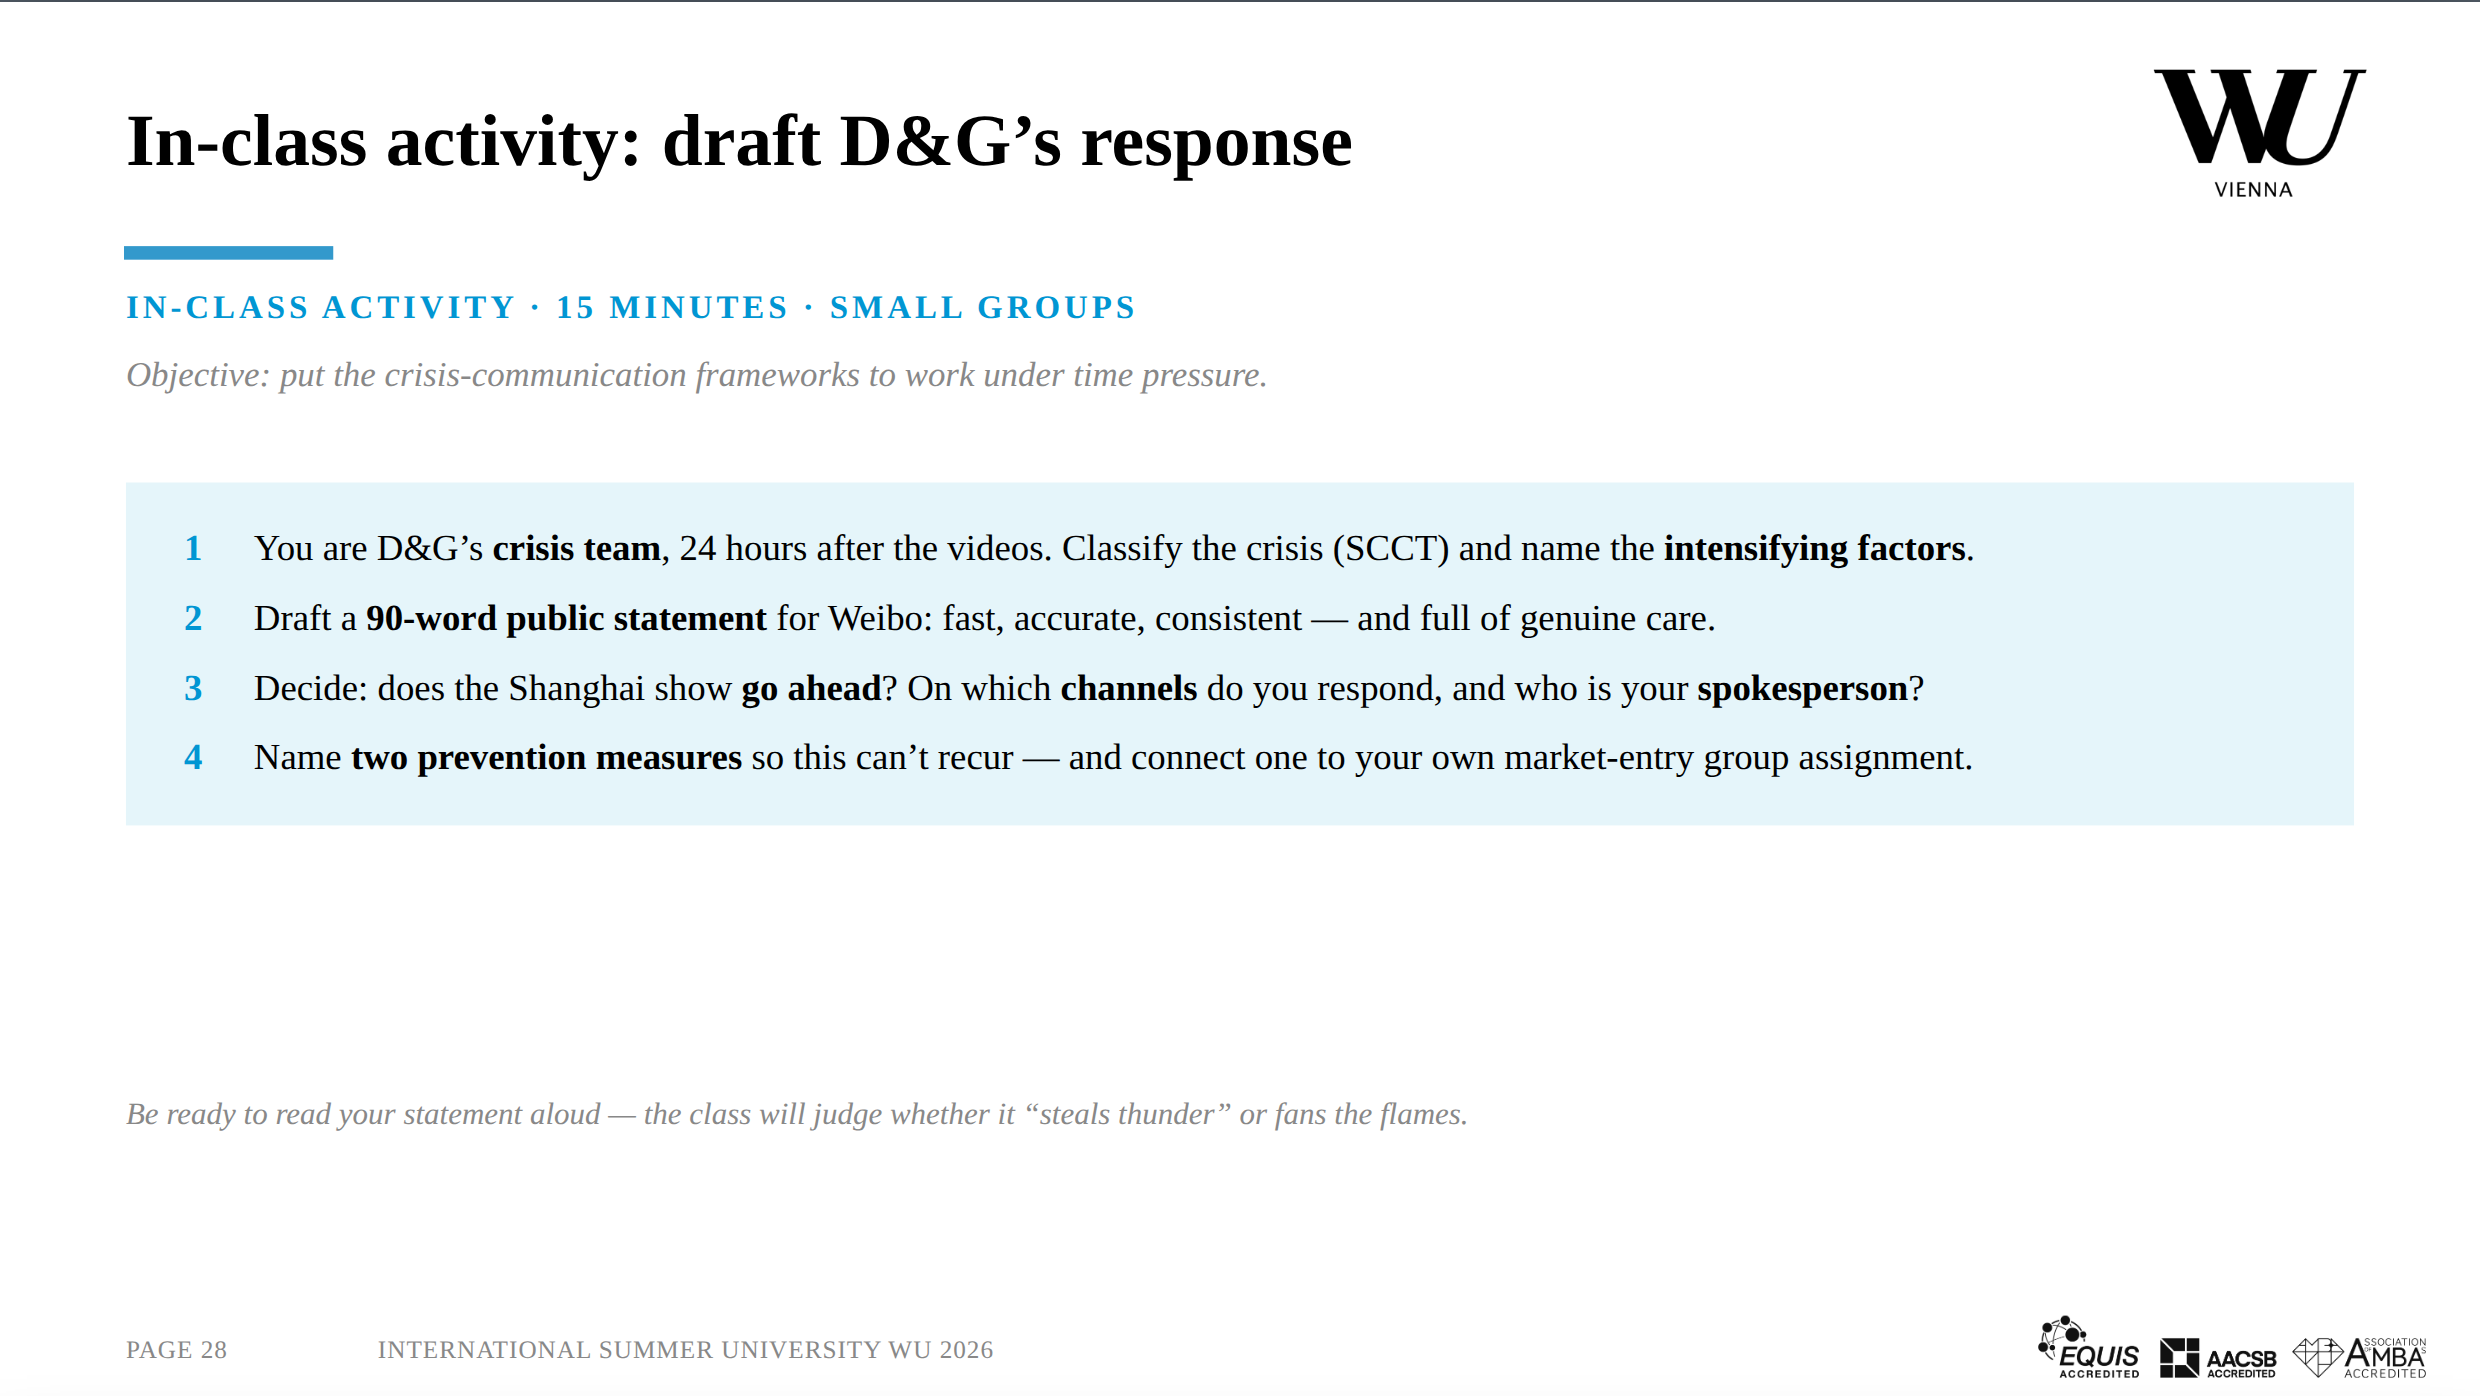 In-class activity: draft D&G’s response
WU
VIENNA
IN-CLASS ACTIVITY · 15 MINUTES · SMALL GROUPS
Objective: put the crisis-communication frameworks to work under time pressure.
1 You are D&G’s crisis team, 24 hours after the videos. Classify the crisis (SCCT) and name the intensifying factors.
2 Draft a 90-word public statement for Weibo: fast, accurate, consistent — and full of genuine care.
3 Decide: does the Shanghai show go ahead? On which channels do you respond, and who is your spokesperson?
4 Name two prevention measures so this can’t recur — and connect one to your own market-entry group assignment.
Be ready to read your statement aloud — the class will judge whether it “steals thunder” or fans the flames.
PAGE 28 INTERNATIONAL SUMMER UNIVERSITY WU 2026
EQUIS
ACCREDITED
AACSB
ACCREDITED
ASSOCIATION
OF MBAS
ACCREDITED